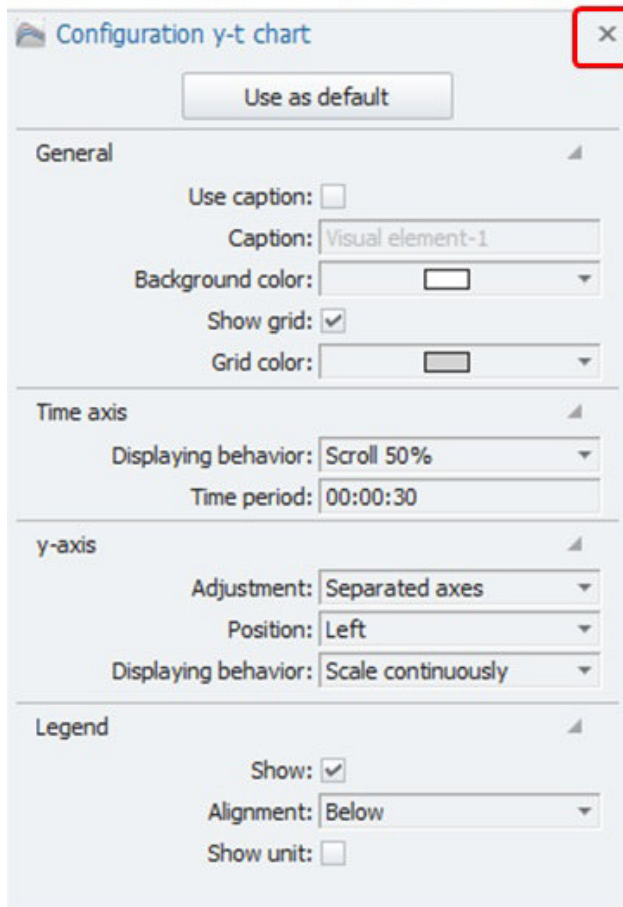 Configuration y-t chart
Use as default
General
Use caption:
Caption: Visual element-1
Background color:
Show grid:
Grid color:
Time axis
Displaying behavior: Scroll 50%
Time period: 00:00:30
y-axis
Adjustment: Separated axes
Position: Left
Displaying behavior: Scale continuously
Legend
Show:
Alignment: Below
Show unit: